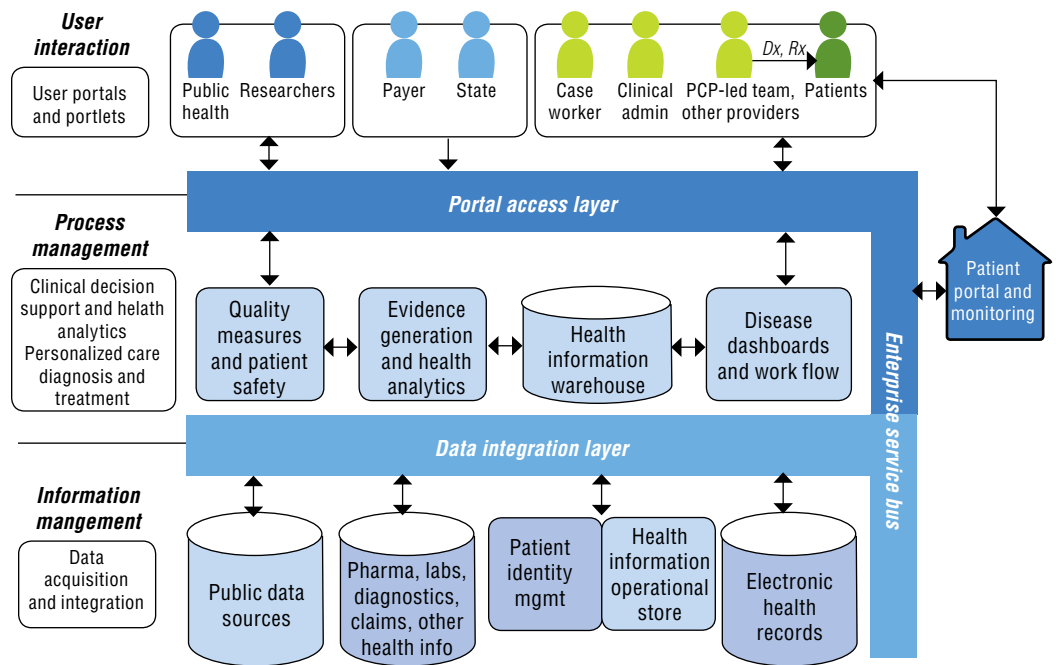 User
interaction
User portals
and portlets
Public
health
Researchers
Payer
State
Case
worker
Clinical
admin
PCP-led team,
other providers
Dx, Rx
Patients
Portal access layer
Process
management
Clinical decision
support and helath
analytics
Personalized care
diagnosis and
treatment
Quality
measures
and patient
safety
Evidence
generation
and health
analytics
Health
information
warehouse
Disease
dashboards
and work flow
Patient
portal and
monitoring
Enterprise service bus
Data integration layer
Information
mangement
Data
acquisition
and integration
Public data
sources
Pharma, labs,
diagnostics,
claims, other
health info
Patient
identity
mgmt
Health
information
operational
store
Electronic
health
records